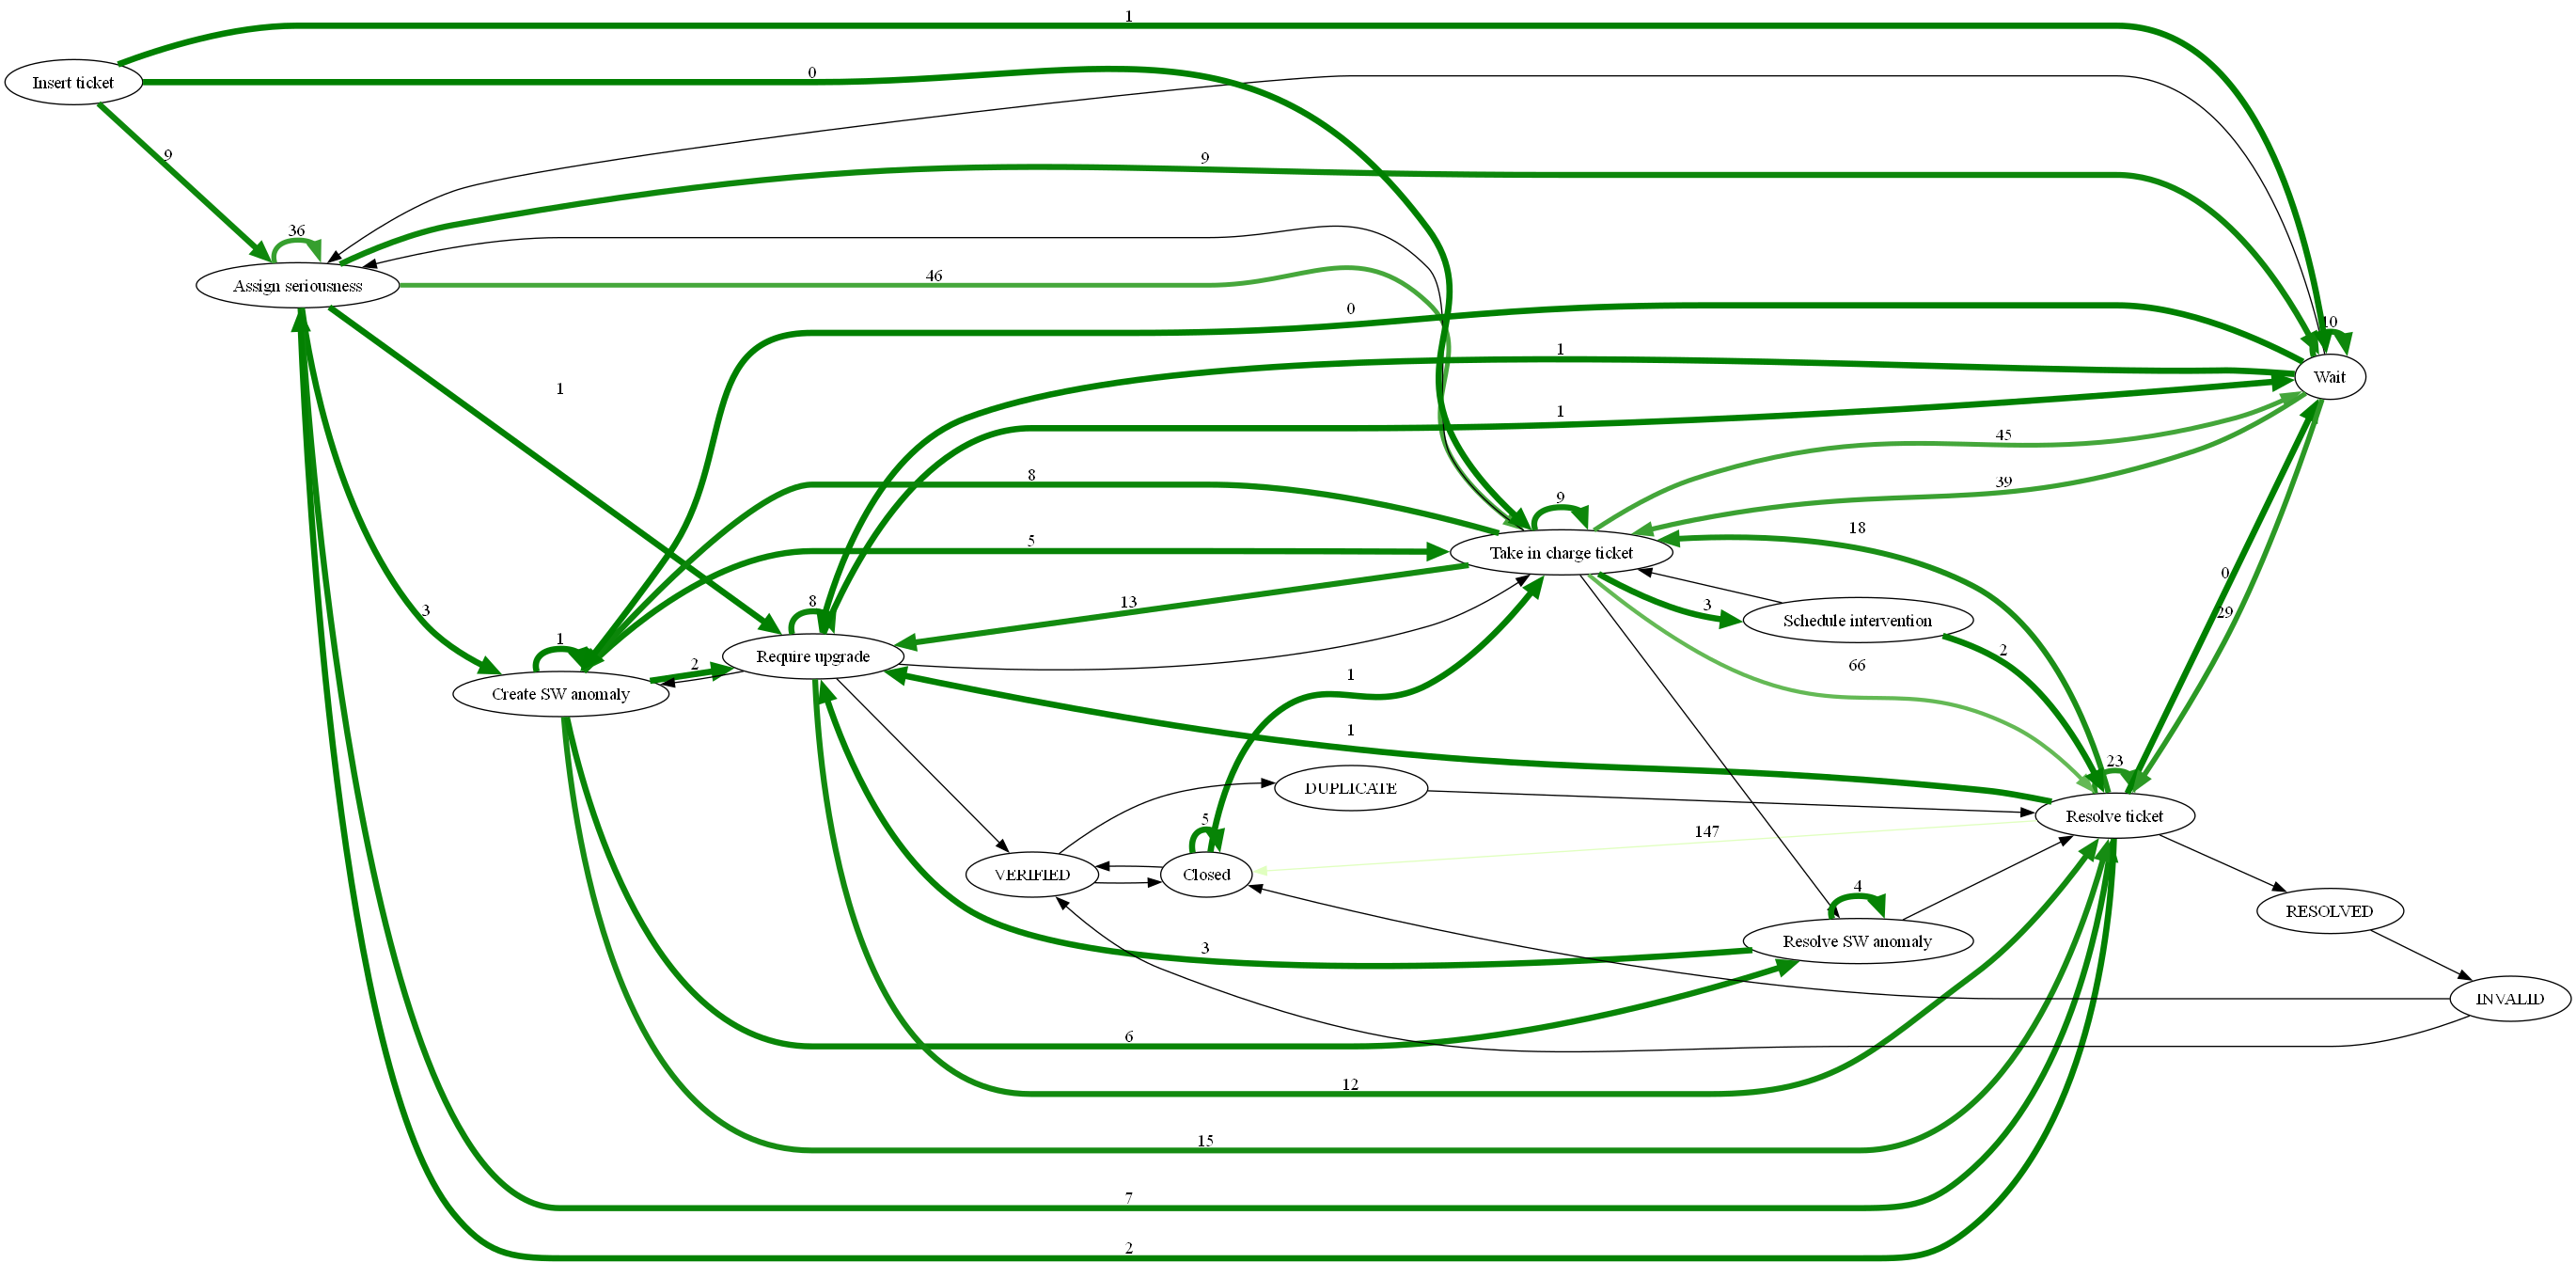 1
Insert ticket
0
9
9
36
46
Assign seriousness
0
10
1
1
Wait
1
45
8
39
9
18
5
Take in charge ticket
0
13
8
3
3
29
Schedule intervention
1
2
Require upgrade
2
66
1
Create SW anomaly
1
23
DUPLICATE
Resolve ticket
5
147
VERIFIED
Closed
4
RESOLVED
3
Resolve SW anomaly
INVALID
6
12
15
7
2